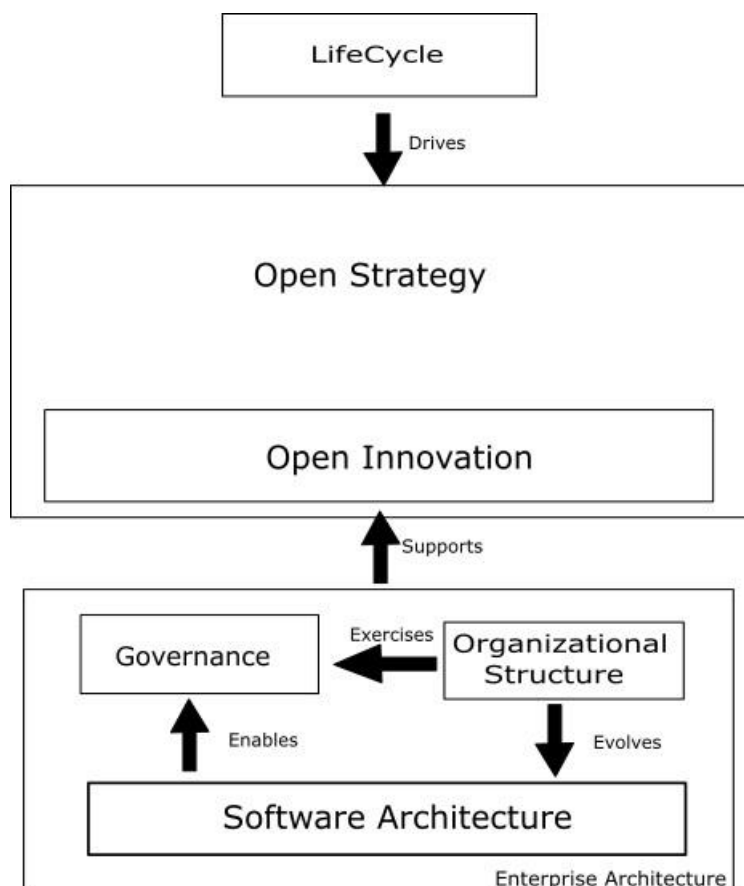 LifeCycle
Drives
Open Strategy
Open Innovation
Supports
Exercises
Governance
Organizational
Structure
Enables
Evolves
Software Architecture
Enterprise Architecture